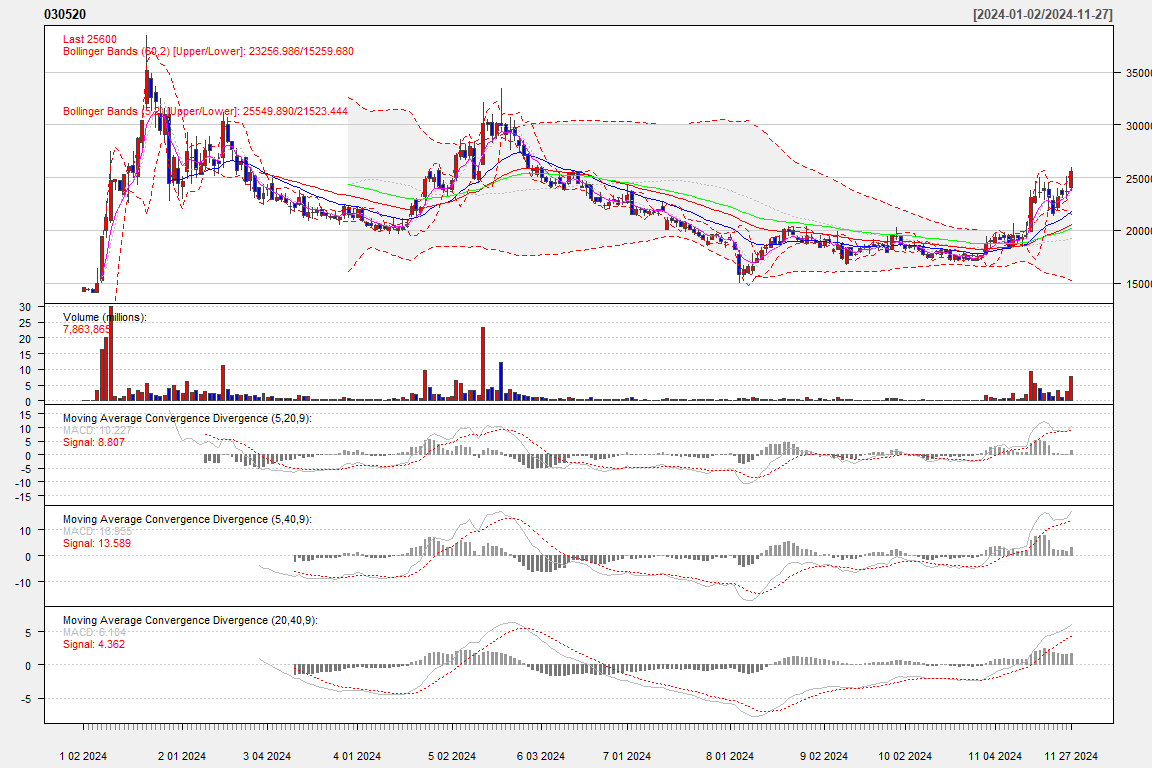 030520 [2024-01-02/2024-11-27]
Last 25600
Bollinger Bands (60,2) [Upper/Lower]: 23256.986/15259.680
Bollinger Bands (5,2) [Upper/Lower]: 25549.890/21523.444
35000
30000
25000
20000
15000
Volume (millions):
7,863,865
30
25
20
15
10
5
0
Moving Average Convergence Divergence (5,20,9):
MACD: 10.227
Signal: 8.807
15
10
5
0
-5
-10
-15
Moving Average Convergence Divergence (5,40,9):
MACD: 16.955
Signal: 13.589
10
0
-10
Moving Average Convergence Divergence (20,40,9):
MACD: 6.184
Signal: 4.362
5
0
-5
1 02 2024 2 01 2024 3 04 2024 4 01 2024 5 02 2024 6 03 2024 7 01 2024 8 01 2024 9 02 2024 10 02 2024 11 04 2024 11 27 2024